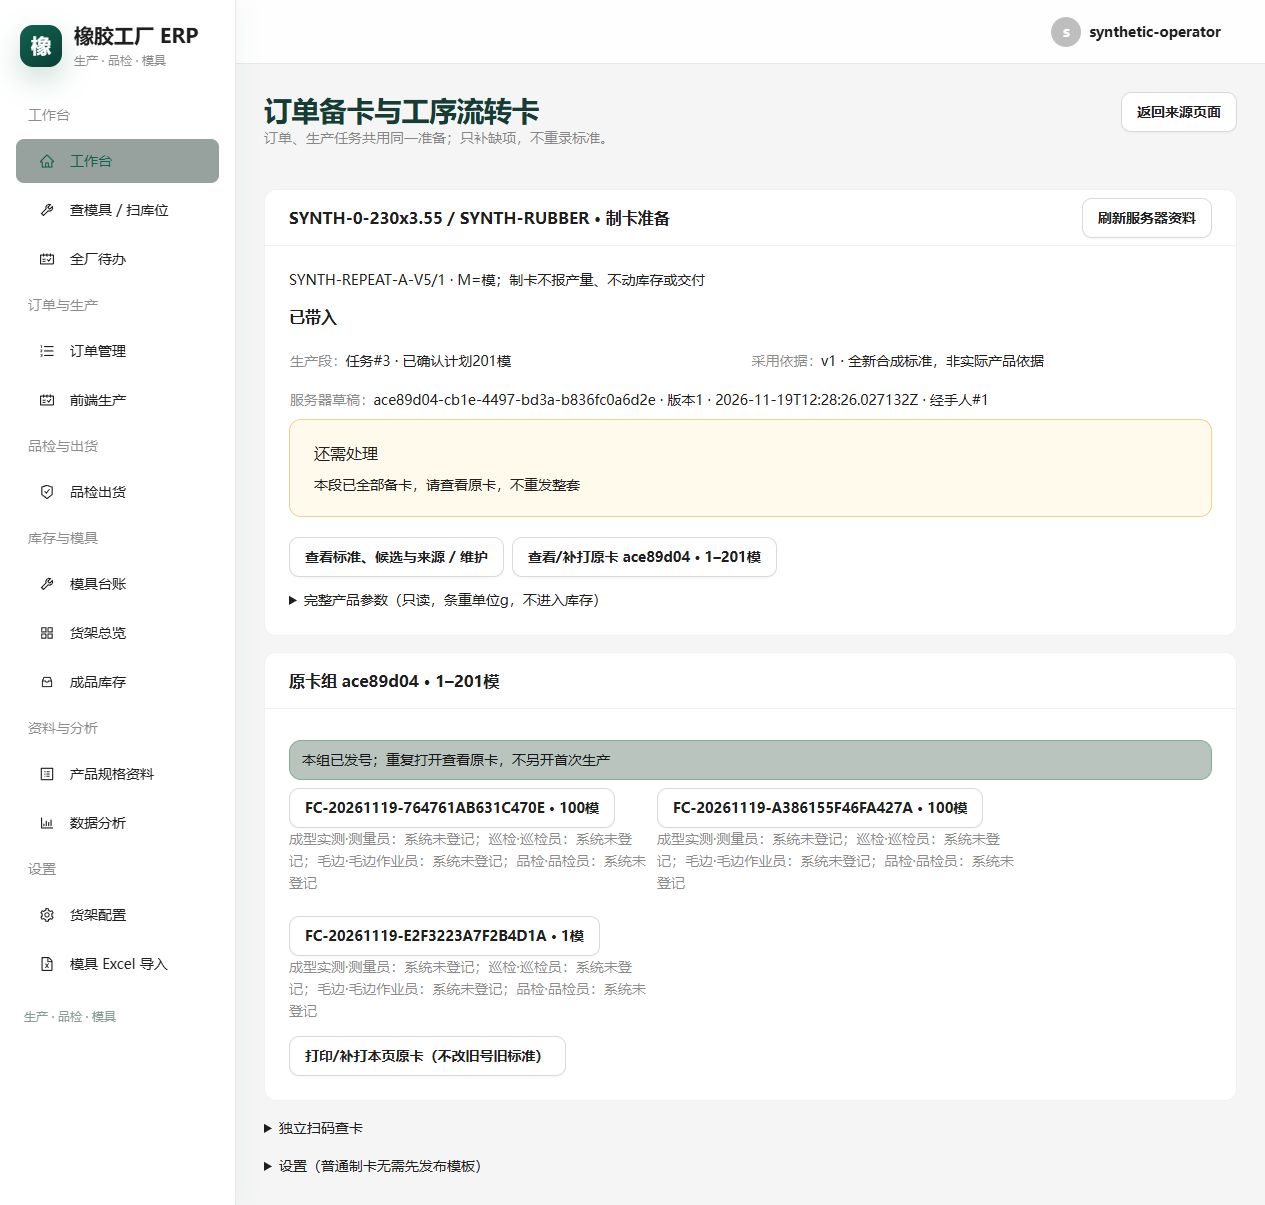 橡
橡胶工厂 ERP
生产 · 品检 · 模具
工作台
工作台
查模具 / 扫库位
全厂待办
订单与生产
订单管理
前端生产
品检与出货
品检出货
库存与模具
模具台账
货架总览
成品库存
资料与分析
产品规格资料
数据分析
设置
货架配置
模具 Excel 导入
生产 · 品检 · 模具
s
synthetic-operator
订单备卡与工序流转卡
订单、生产任务共用同一准备；只补缺项，不重录标准。
返回来源页面
SYNTH-0-230x3.55 / SYNTH-RUBBER • 制卡准备
刷新服务器资料
SYNTH-REPEAT-A-V5/1 · M=模；制卡不报产量、不动库存或交付
已带入
生产段：任务#3 · 已确认计划201模
采用依据：v1 · 全新合成标准，非实际产品依据
服务器草稿：ace89d04-cb1e-4497-bd3a-b836fc0a6d2e · 版本1 · 2026-11-19T12:28:26.027132Z · 经手人#1
还需处理
本段已全部备卡，请查看原卡，不重发整套
查看标准、候选与来源 / 维护
查看/补打原卡 ace89d04 • 1–201模
完整产品参数（只读，条重单位g，不进入库存）
原卡组 ace89d04 • 1–201模
本组已发号；重复打开查看原卡，不另开首次生产
FC-20261119-764761AB631C470E • 100模
成型实测·测量员：系统未登记；巡检·巡检员：系统未登
记；毛边·毛边作业员：系统未登记；品检·品检员：系统未
登记
FC-20261119-A386155F46FA427A • 100模
成型实测·测量员：系统未登记；巡检·巡检员：系统未登
记；毛边·毛边作业员：系统未登记；品检·品检员：系统未
登记
FC-20261119-E2F3223A7F2B4D1A • 1模
成型实测·测量员：系统未登记；巡检·巡检员：系统未登
记；毛边·毛边作业员：系统未登记；品检·品检员：系统未
登记
打印/补打本页原卡（不改旧号旧标准）
独立扫码查卡
设置（普通制卡无需先发布模板）